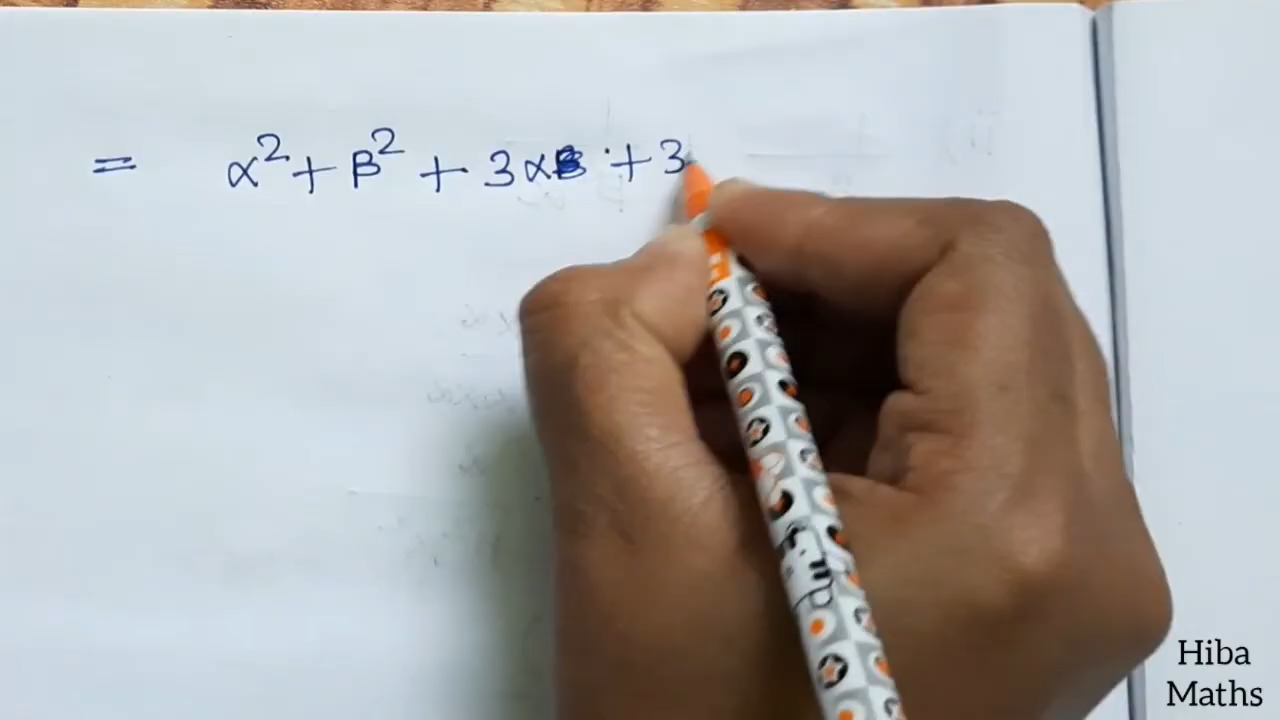 = α² + β² + 3αβ + 3
Hiba
Maths